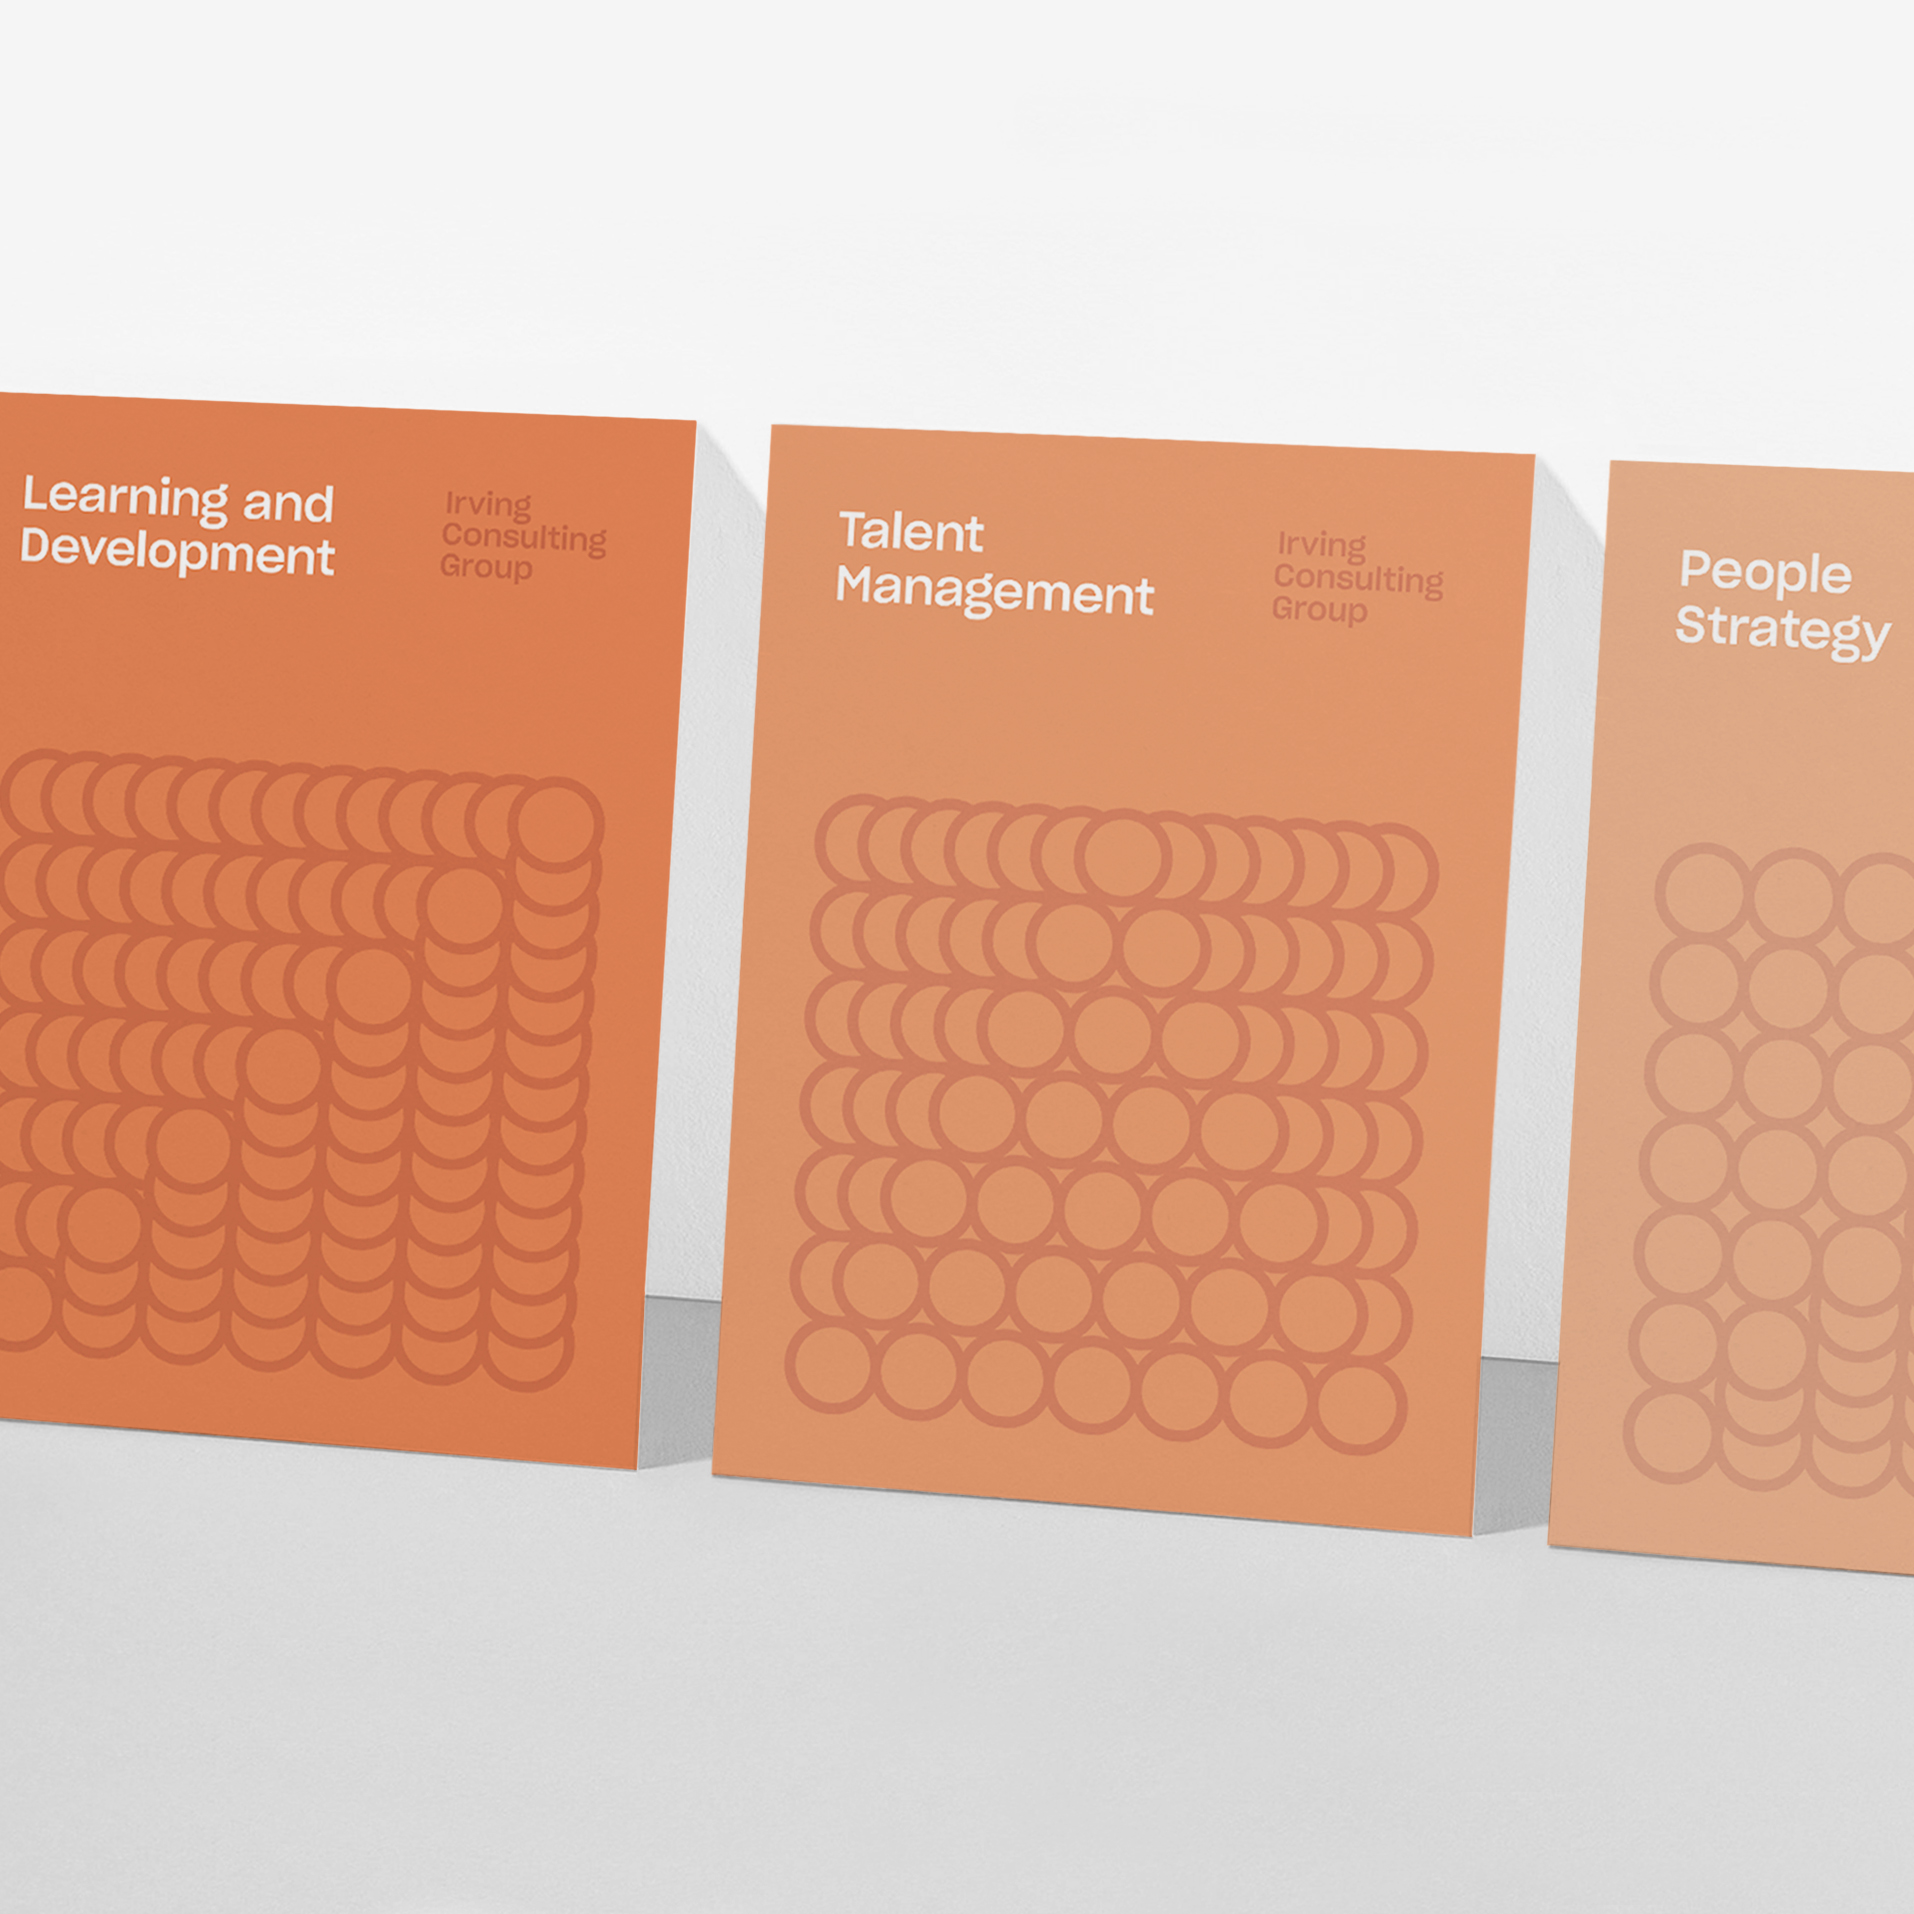 Learning and
Development
Irving
Consulting
Group
Talent
Management
Irving
Consulting
Group
People
Strategy